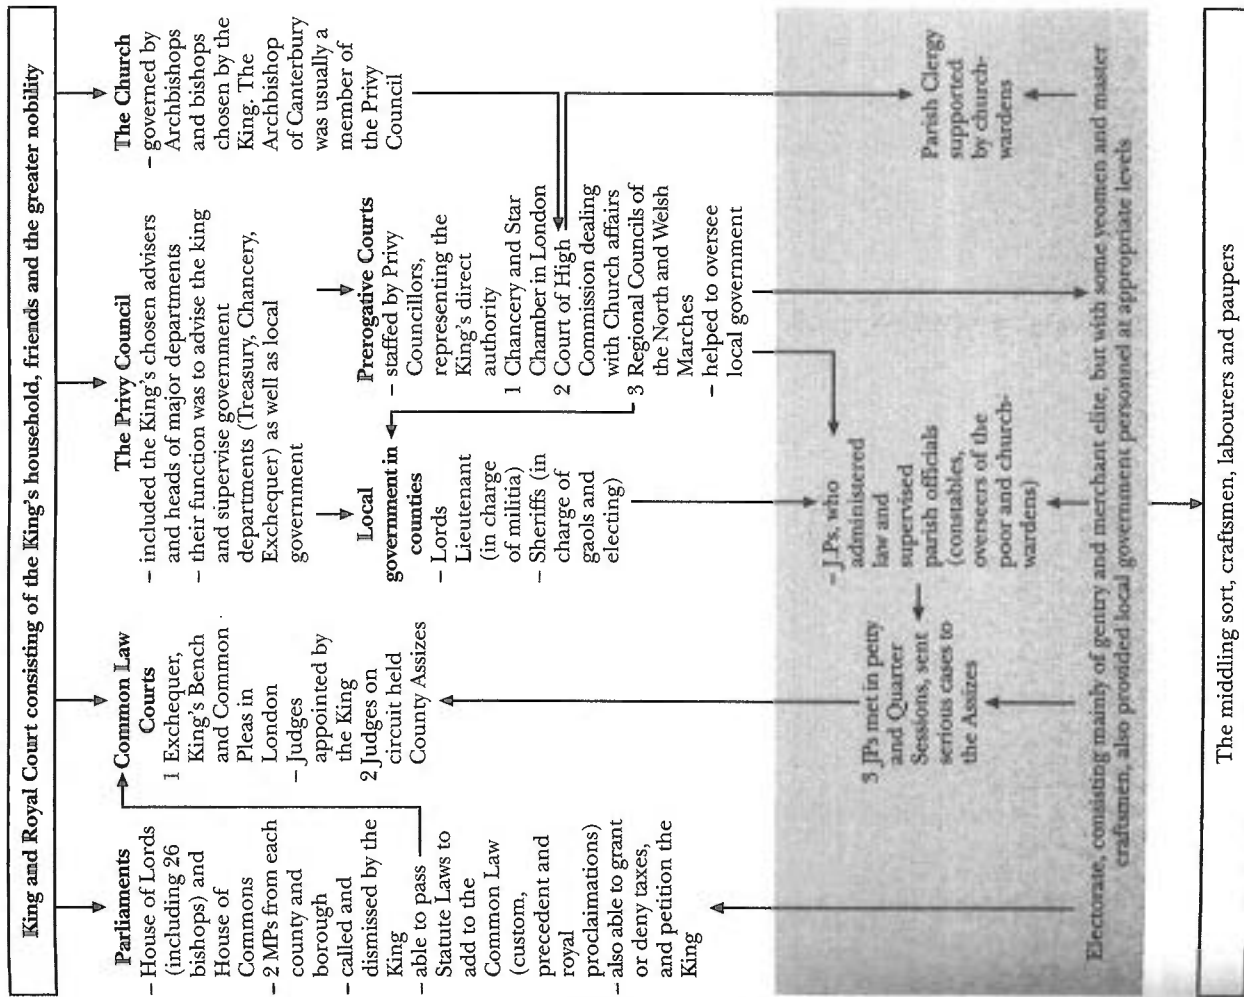 King and Royal Court consisting of the King's household, friends and the greater nobility
Parliaments
– House of Lords
(including 26
bishops) and
House of
Commons
– 2 MPs from each
county and
borough
– called and
dismissed by the
King
– able to pass
Statute Laws to
add to the
Common Law
(custom,
precedent and
royal
proclamations)
– also able to grant
or deny taxes,
and petition the
King
Common Law
Courts
1 Exchequer,
King's Bench
and Common
Pleas in
London
– Judges
appointed by
the King
2 Judges on
circuit held
County Assizes
The Privy Council
– included the King's chosen advisers
and heads of major departments
– their function was to advise the king
and supervise government
departments (Treasury, Chancery,
Exchequer) as well as local
government
The Church
– governed by
Archbishops
and bishops
chosen by the
King. The
Archbishop
of Canterbury
was usually a
member of
the Privy
Council
Local
government in
counties
– Lords
Lieutenant
(in charge
of militia)
– Sheriffs (in
charge of
gaols and
electing)
Prerogative Courts
– staffed by Privy
Councillors,
representing the
King's direct
authority
1 Chancery and Star
Chamber in London
2 Court of High
Commission dealing
with Church affairs
3 Regional Councils of
the North and Welsh
Marches
– helped to oversee
local government
3 JPs met in petty
and Quarter
Sessions, sent
serious cases to
the Assizes
– J.Ps, who
administered
law and
supervised
parish officials
(constables,
overseers of the
poor and church-
wardens)
Parish Clergy
supported
by church-
wardens
Electorate, consisting mainly of gentry and merchant elite, but with some yeomen and master
craftsmen, also provided local government personnel at appropriate levels
The middling sort, craftsmen, labourers and paupers